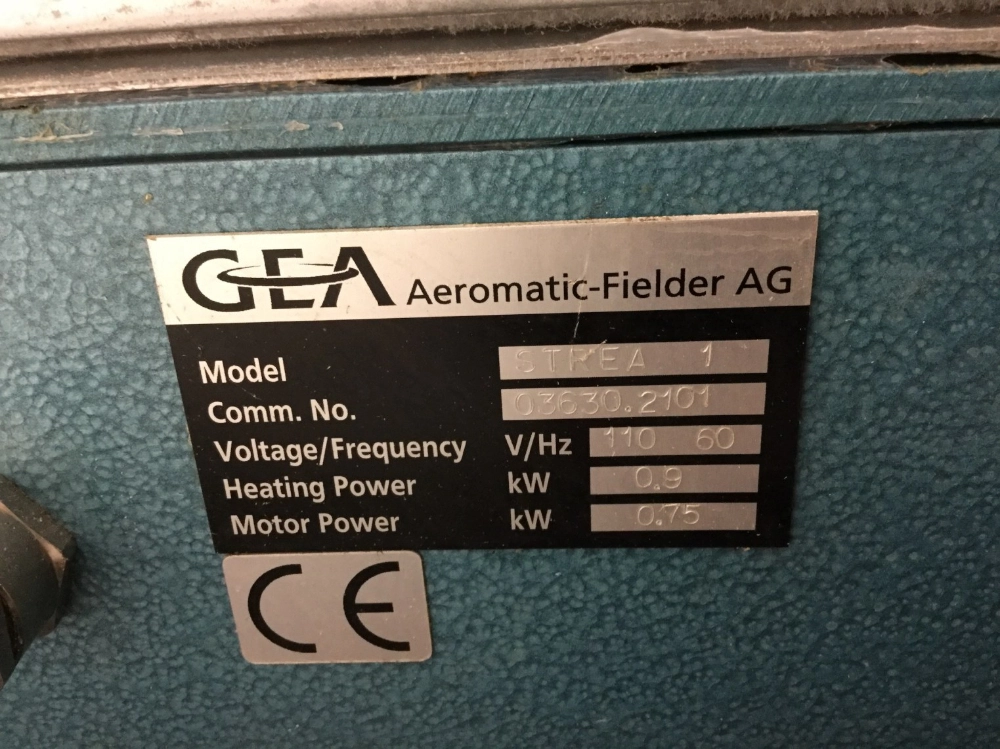 GEA Aeromatic-Fielder AG
Model STREA 1
Comm. No. 03630.2101
Voltage/Frequency V/Hz 110 60
Heating Power kW 0.9
Motor Power kW 0.75
CE